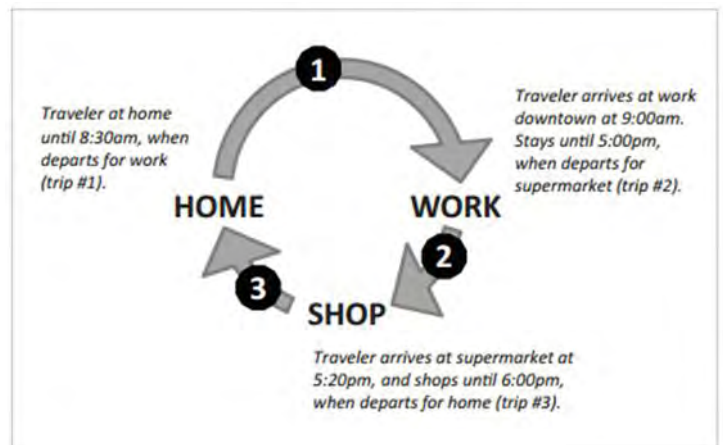 1
Traveler at home
until 8:30am, when
departs for work
(trip #1).
Traveler arrives at work
downtown at 9:00am.
Stays until 5:00pm,
when departs for
supermarket (trip #2).
HOME
WORK
2
3
SHOP
Traveler arrives at supermarket at
5:20pm, and shops until 6:00pm,
when departs for home (trip #3).